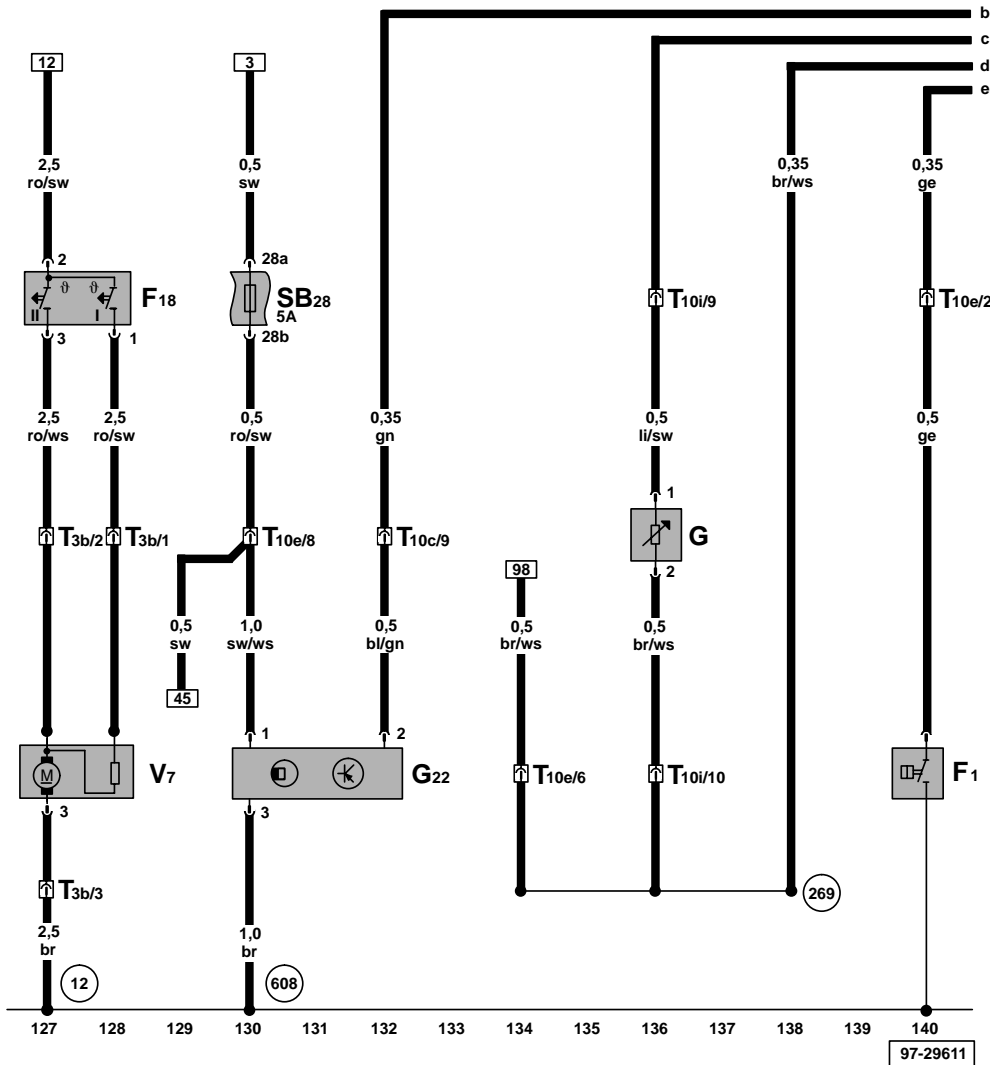 b
c
d
e
12
3
2,5
ro/sw
0,5
sw
0,35
br/ws
0,35
ge
2
28a
F18
II
I
ϑ
ϑ
SB28
5A
T10i/9
T10e/2
3
1
28b
2,5
ro/ws
2,5
ro/sw
0,5
ro/sw
0,35
gn
0,5
li/sw
0,5
ge
1
G
2
T3b/2
T3b/1
T10e/8
T10c/9
98
0,5
sw
1,0
sw/ws
0,5
bl/gn
0,5
br/ws
0,5
br/ws
45
1
2
M
V7
G22
T10e/6
T10i/10
F1
3
3
T3b/3
269
2,5
br
1,0
br
12
608
127 128 129 130 131 132 133 134 135 136 137 138 139 140
97-29611